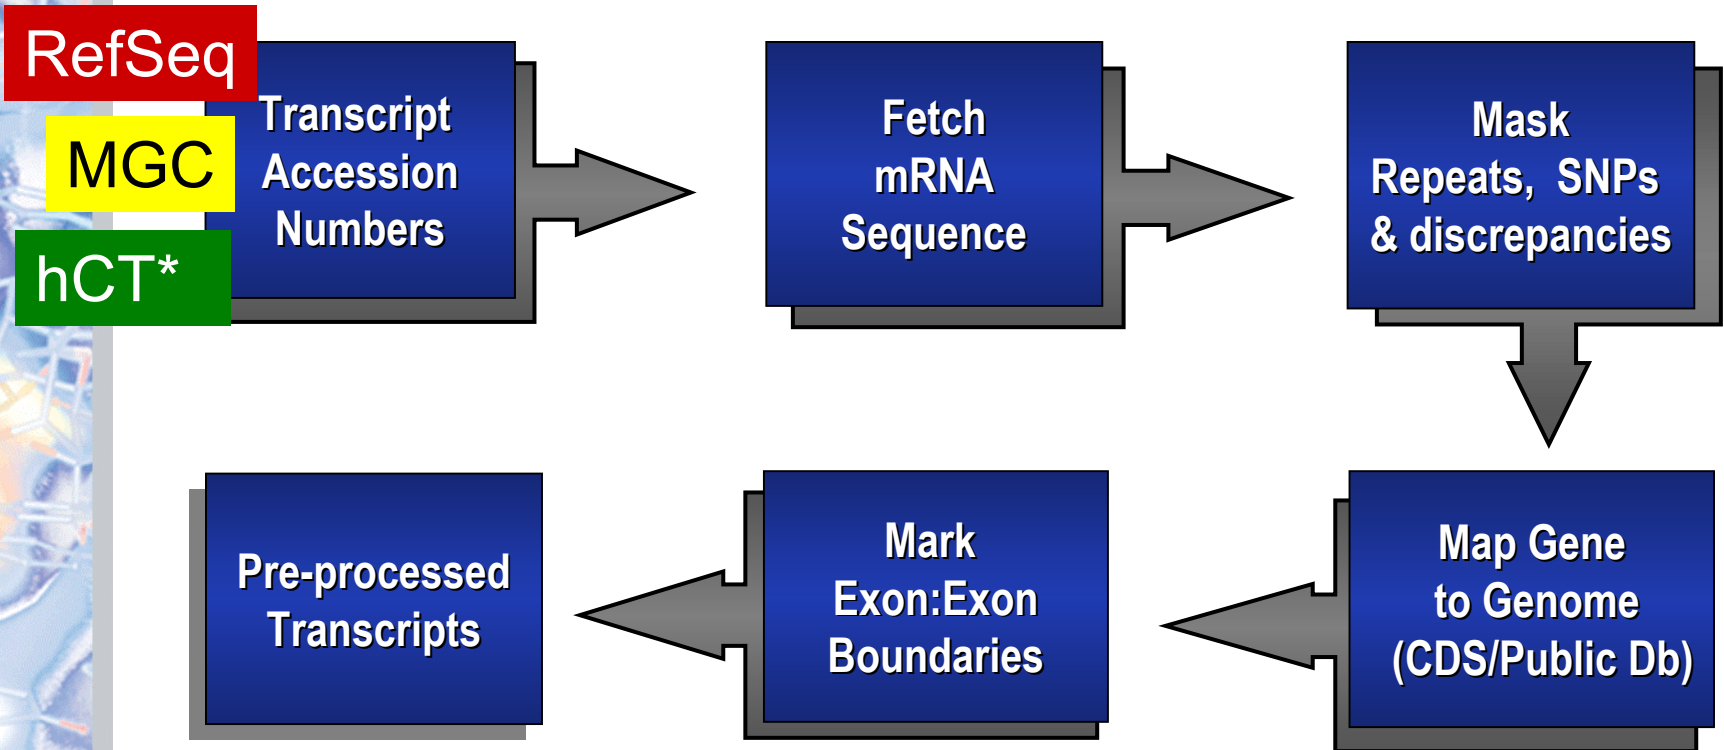 RefSeq
MGC
hCT*
Transcript
Accession
Numbers
Fetch
mRNA
Sequence
Mask
Repeats, SNPs
& discrepancies
Map Gene
to Genome
(CDS/Public Db)
Mark
Exon:Exon
Boundaries
Pre-processed
Transcripts